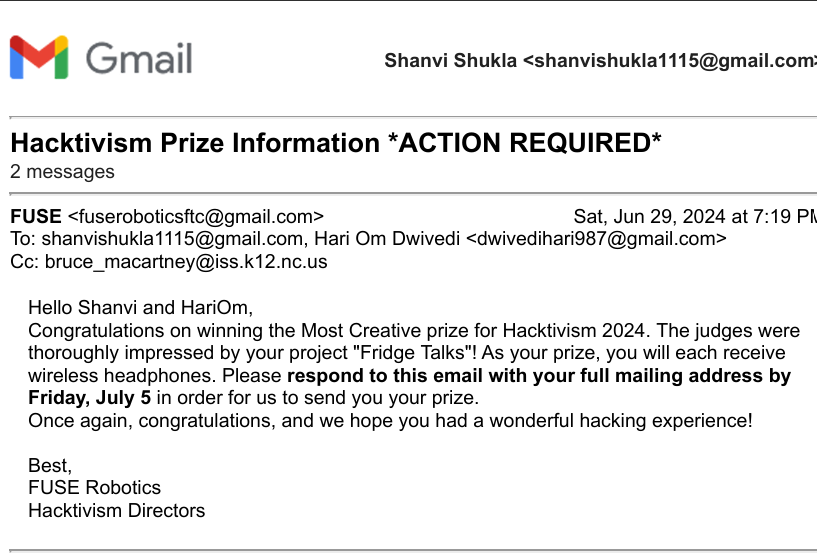 Gmail
Shanvi Shukla <shanvishukla1115@gmail.com>
Hacktivism Prize Information *ACTION REQUIRED*
2 messages
FUSE <fuseroboticsftc@gmail.com>
Sat, Jun 29, 2024 at 7:19 PM
To: shanvishukla1115@gmail.com, Hari Om Dwivedi <dwivedihari987@gmail.com>
Cc: bruce_macartney@iss.k12.nc.us
Hello Shanvi and HariOm,
Congratulations on winning the Most Creative prize for Hacktivism 2024. The judges were
thoroughly impressed by your project "Fridge Talks"! As your prize, you will each receive
wireless headphones. Please respond to this email with your full mailing address by
Friday, July 5 in order for us to send you your prize.
Once again, congratulations, and we hope you had a wonderful hacking experience!
Best,
FUSE Robotics
Hacktivism Directors